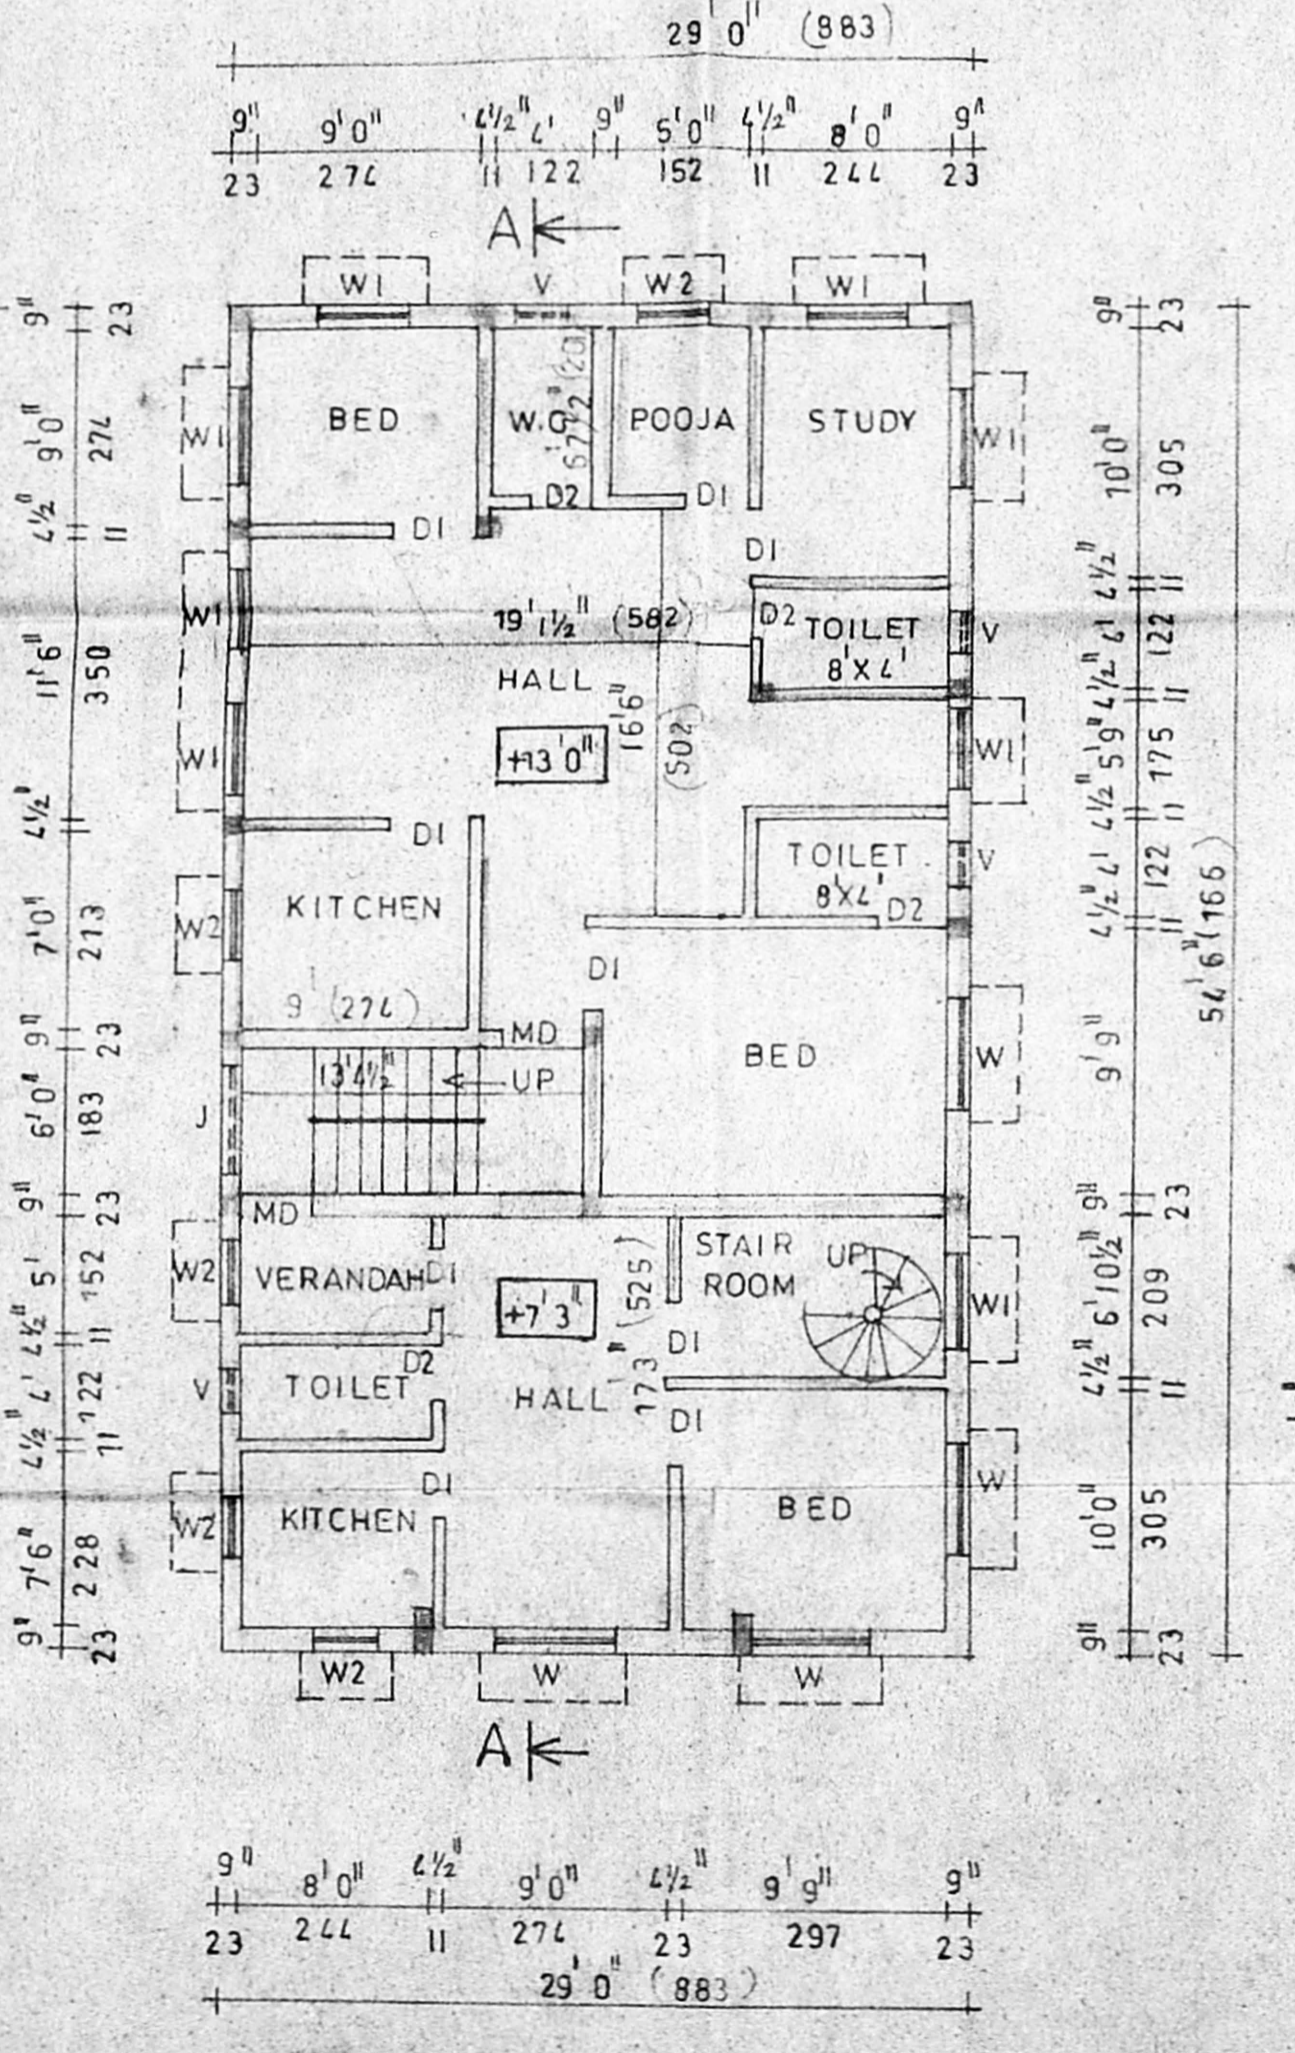 29'0" (883)
9" 9'0" 4½" 4' 9" 5'0" 4½" 8'0" 9"
23 274 11 122 152 11 244 23
A
W1 V W2 W1
9" 23
9" 23
W1 BED W.C POOJA STUDY W1
9'0" 274
10'0" 305
D2 D1
4½" 11
D1
D1
4½" 11
W1
19'1½" (582)
D2 TOILET V
8'X4'
4' 122
HALL
11'6" 350
4½" 11
16'6" (502)
W1
+13'0"
W1
5'9" 175
4½" 11
4½"
D1
TOILET V
8'X4'
4' 122
D2
4½" 11
KITCHEN
W2
7'0" 213
54'6" (166)
D1
9' (274)
9" 23
MD
BED W
9'9"
13'4½" UP
J
6'0" 183
9" 23
9" 23
MD
STAIR
ROOM
UP
W2 VERANDAH D1
5' 152
+7'3"
W1
6'10½" 209
4½" 11
D1
D2
V TOILET
4' 122
HALL
17'3" (525)
4½" 11
D1
4½" 11
D1
W2 KITCHEN
BED W
7'6" 228
10'0" 305
9" 23
9" 23
W2 W W
A
9" 8'0" 4½" 9'0" 4½" 9'9" 9"
23 244 11 274 23 297 23
29'0" (883)